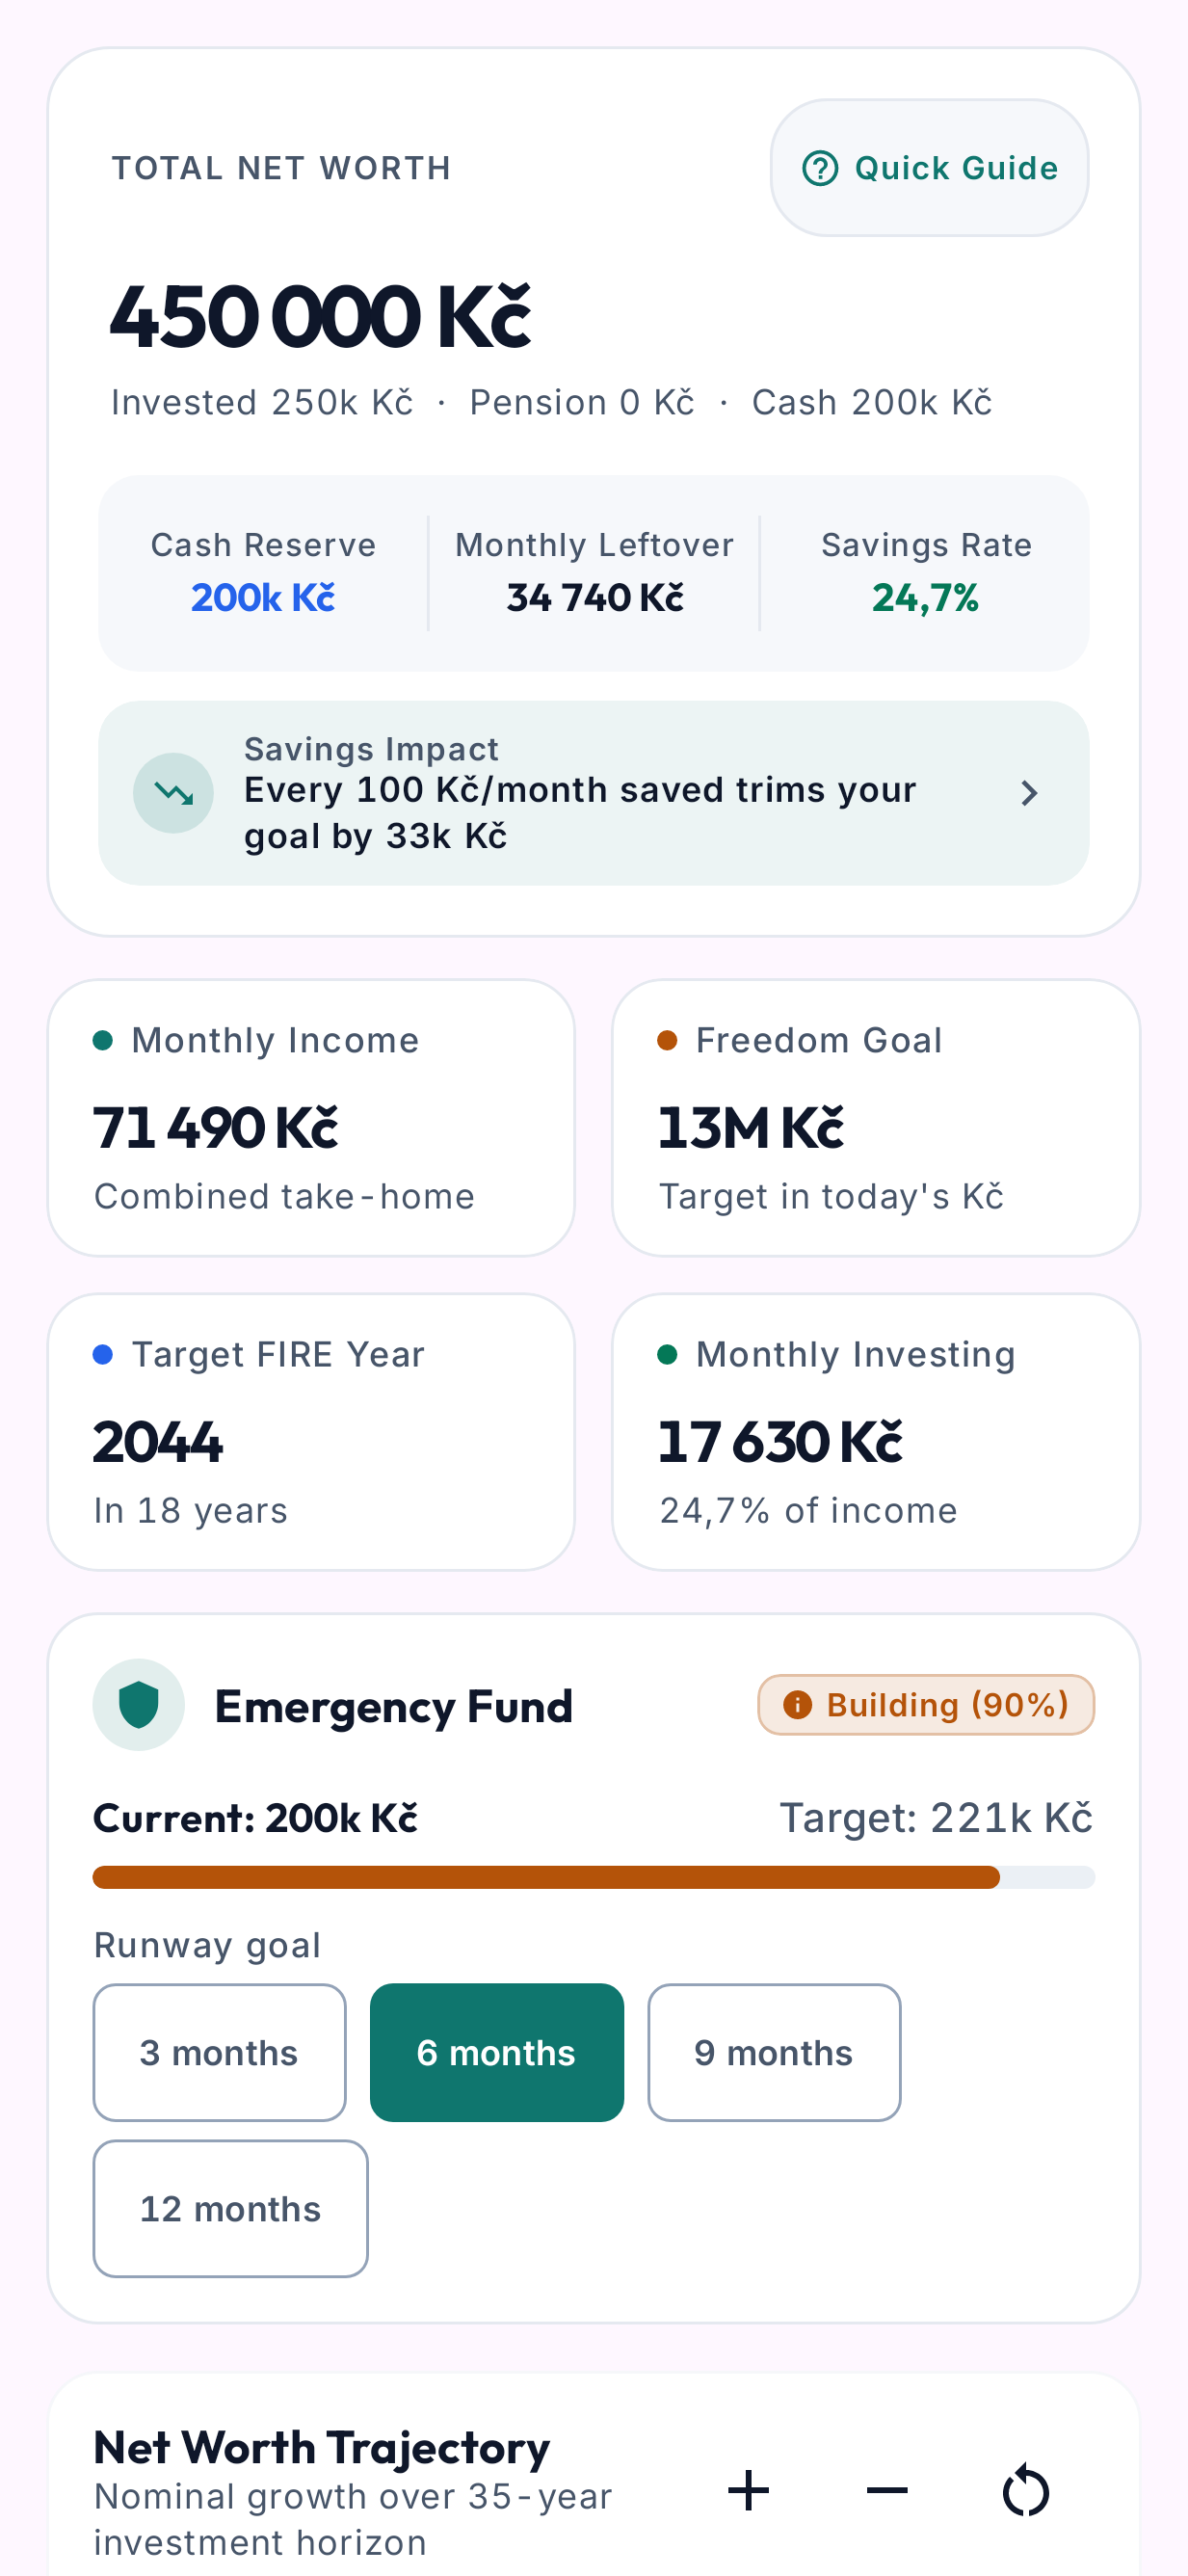 TOTAL NET WORTH
Quick Guide
450 000 Kč
Invested 250k Kč · Pension 0 Kč · Cash 200k Kč
Cash Reserve
200k Kč
Monthly Leftover
34 740 Kč
Savings Rate
24,7%
Savings Impact
Every 100 Kč/month saved trims your
goal by 33k Kč
Monthly Income
71 490 Kč
Combined take-home
Freedom Goal
13M Kč
Target in today's Kč
Target FIRE Year
2044
In 18 years
Monthly Investing
17 630 Kč
24,7% of income
Emergency Fund
Building (90%)
Current: 200k Kč
Target: 221k Kč
Runway goal
3 months
6 months
9 months
12 months
Net Worth Trajectory
Nominal growth over 35-year
investment horizon